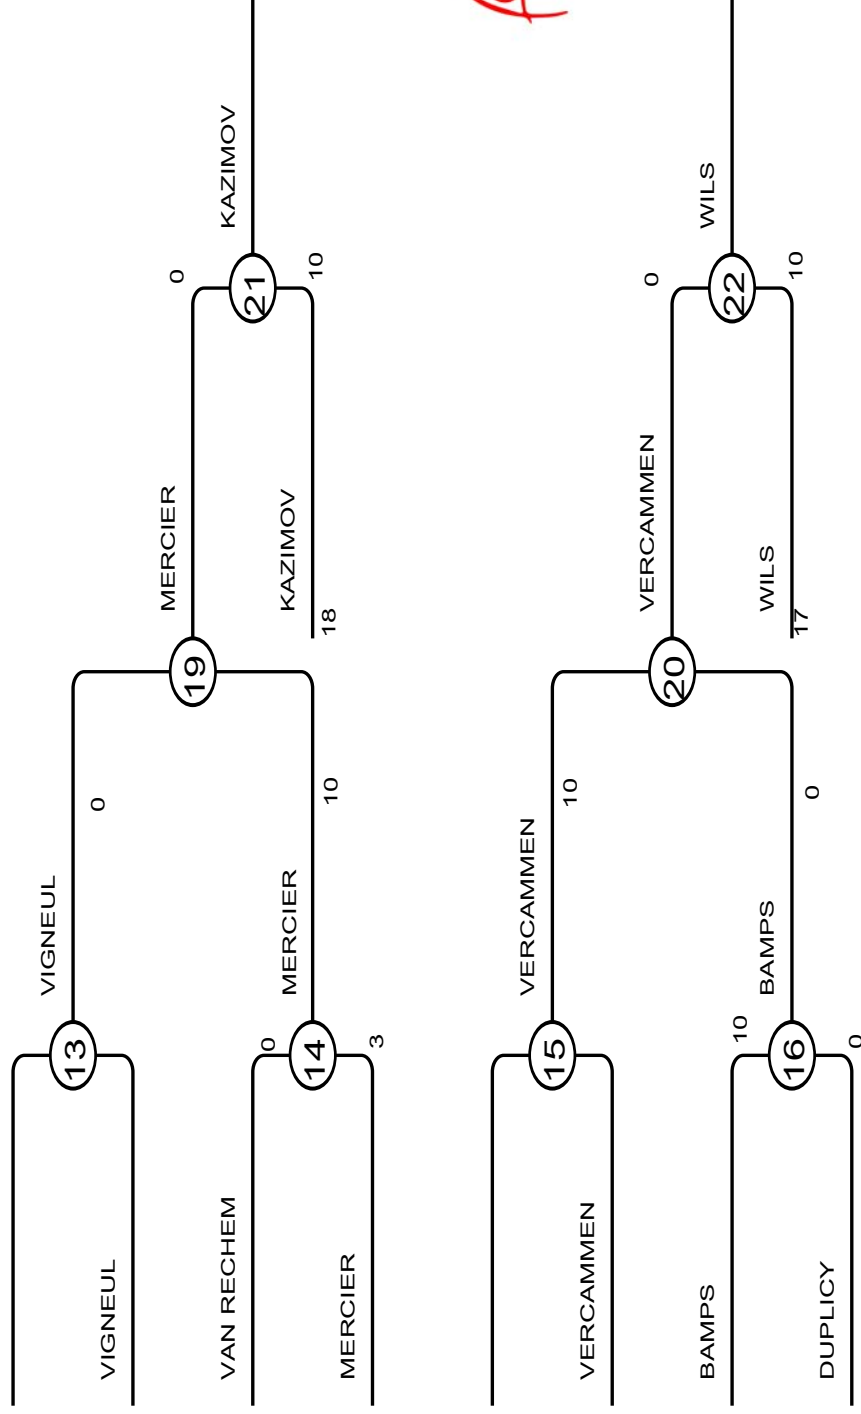 VIGNEUL
13
VIGNEUL
0
VAN RECHEM
0
14
MERCIER
3
MERCIER
10
19
MERCIER
0
21
KAZIMOV
18
KAZIMOV
10
VERCAMMEN
15
VERCAMMEN
10
BAMPS
10
16
DUPLICY
0
BAMPS
0
20
VERCAMMEN
0
22
WILS
17
WILS
10